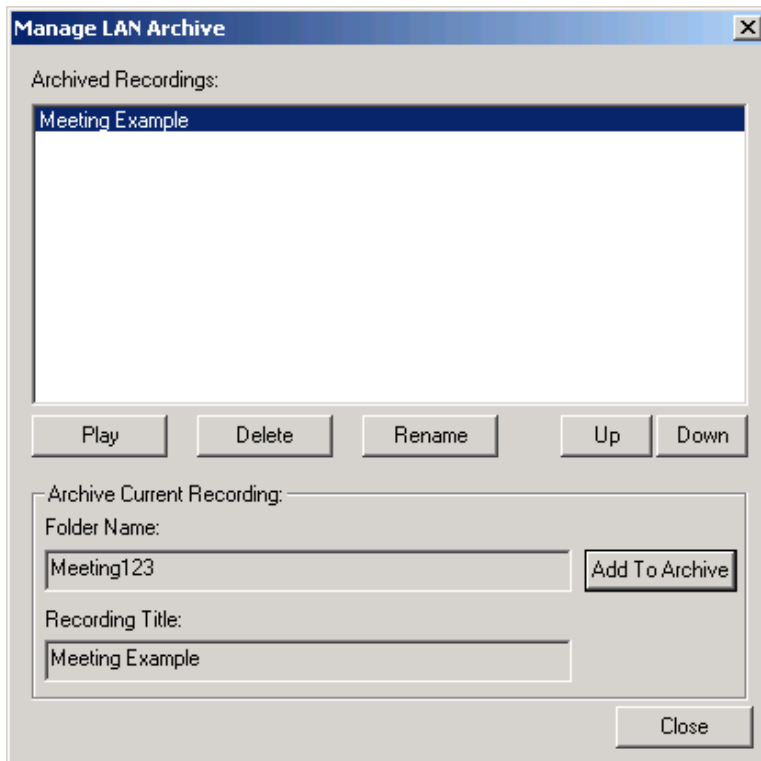 Manage LAN Archive
Archived Recordings:
Meeting Example
Play Delete Rename Up Down
Archive Current Recording:
Folder Name:
Meeting123 Add To Archive
Recording Title:
Meeting Example
Close